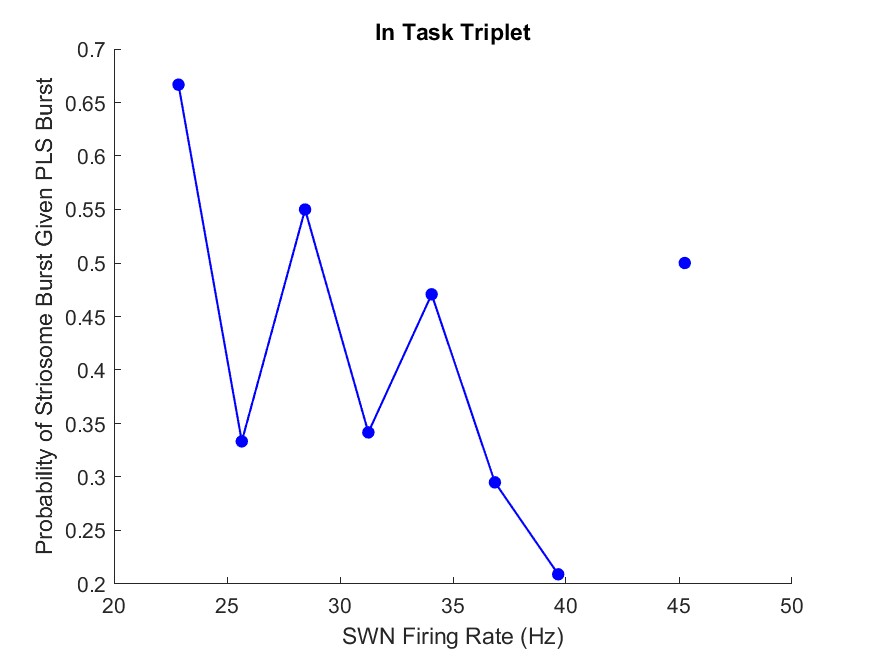 In Task Triplet
Probability of Striosome Burst Given PLS Burst
0.7
0.65
0.6
0.55
0.5
0.45
0.4
0.35
0.3
0.25
0.2
20 25 30 35 40 45 50
SWN Firing Rate (Hz)